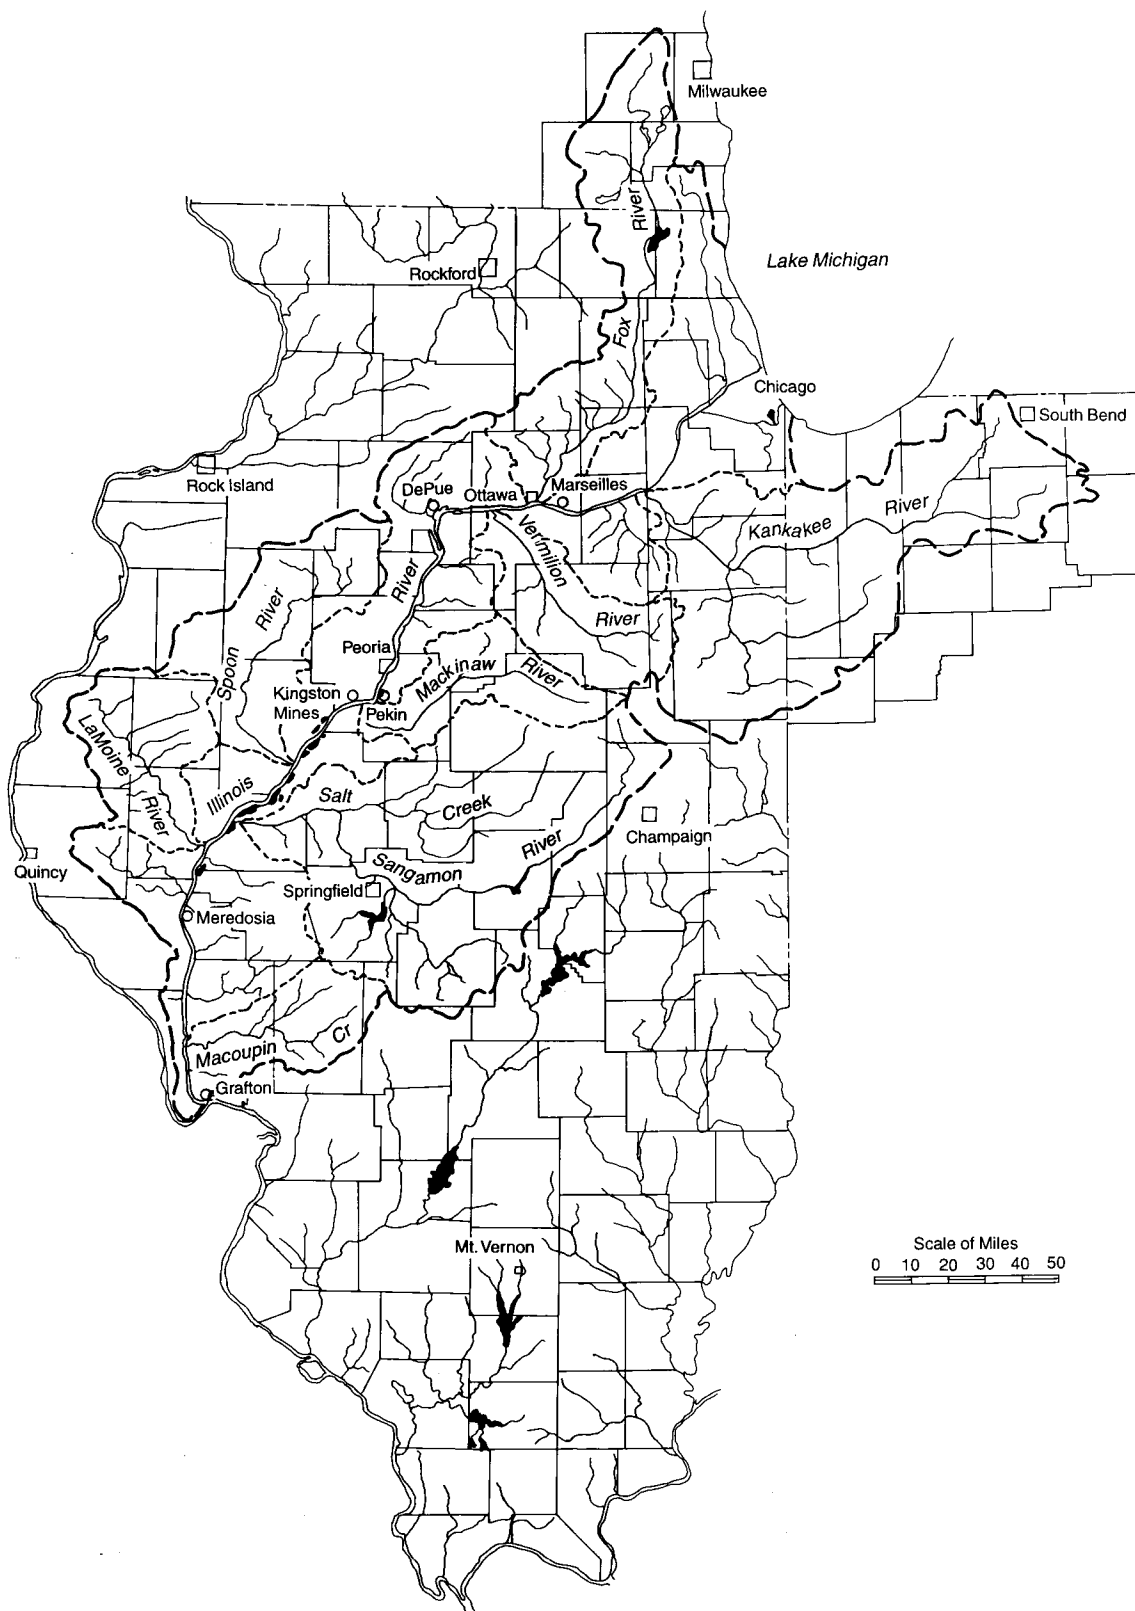 Milwaukee
River
Lake Michigan
Rockford
Fox
Chicago
South Bend
Rock Island
DePue
Ottawa
Marseilles
River
Kankakee
Vermilion
River
River
River
Spoon
Peoria
Mackinaw
River
Kingston
Mines
Pekin
LaMoine
River
Illinois
Salt
Creek
River
Champaign
Quincy
Sangamon
Springfield
Meredosia
Macoupin
Cr
Grafton
Mt. Vernon
Scale of Miles
0 10 20 30 40 50